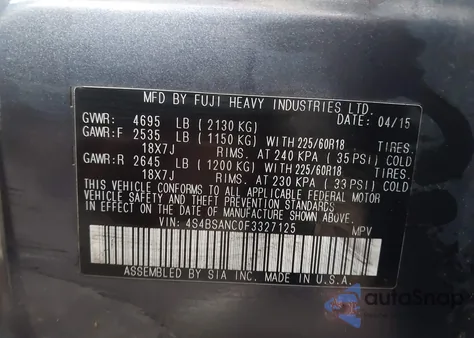 MFD BY FUJI HEAVY INDUSTRIES LTD.
GVWR: 4695 LB (2130 KG) DATE: 04/15
GAWR:F 2535 LB (1150 KG) WITH 225/60R18 TIRES.
18X7J RIMS. AT 240 KPA (35 PSI) COLD
GAWR:R 2645 LB (1200 KG) WITH 225/60R18 TIRES.
18X7J RIMS. AT 230 KPA (33 PSI) COLD
THIS VEHICLE CONFORMS TO ALL APPLICABLE FEDERAL MOTOR
VEHICLE SAFETY AND THEFT PREVENTION STANDARDS IN
EFFECT ON THE DATE OF MANUFACTURE SHOWN ABOVE.
VIN: 4S4BSANC0F3327125 MPV
ASSEMBLED BY SIA INC. MADE IN U.S.A.
autoSnap